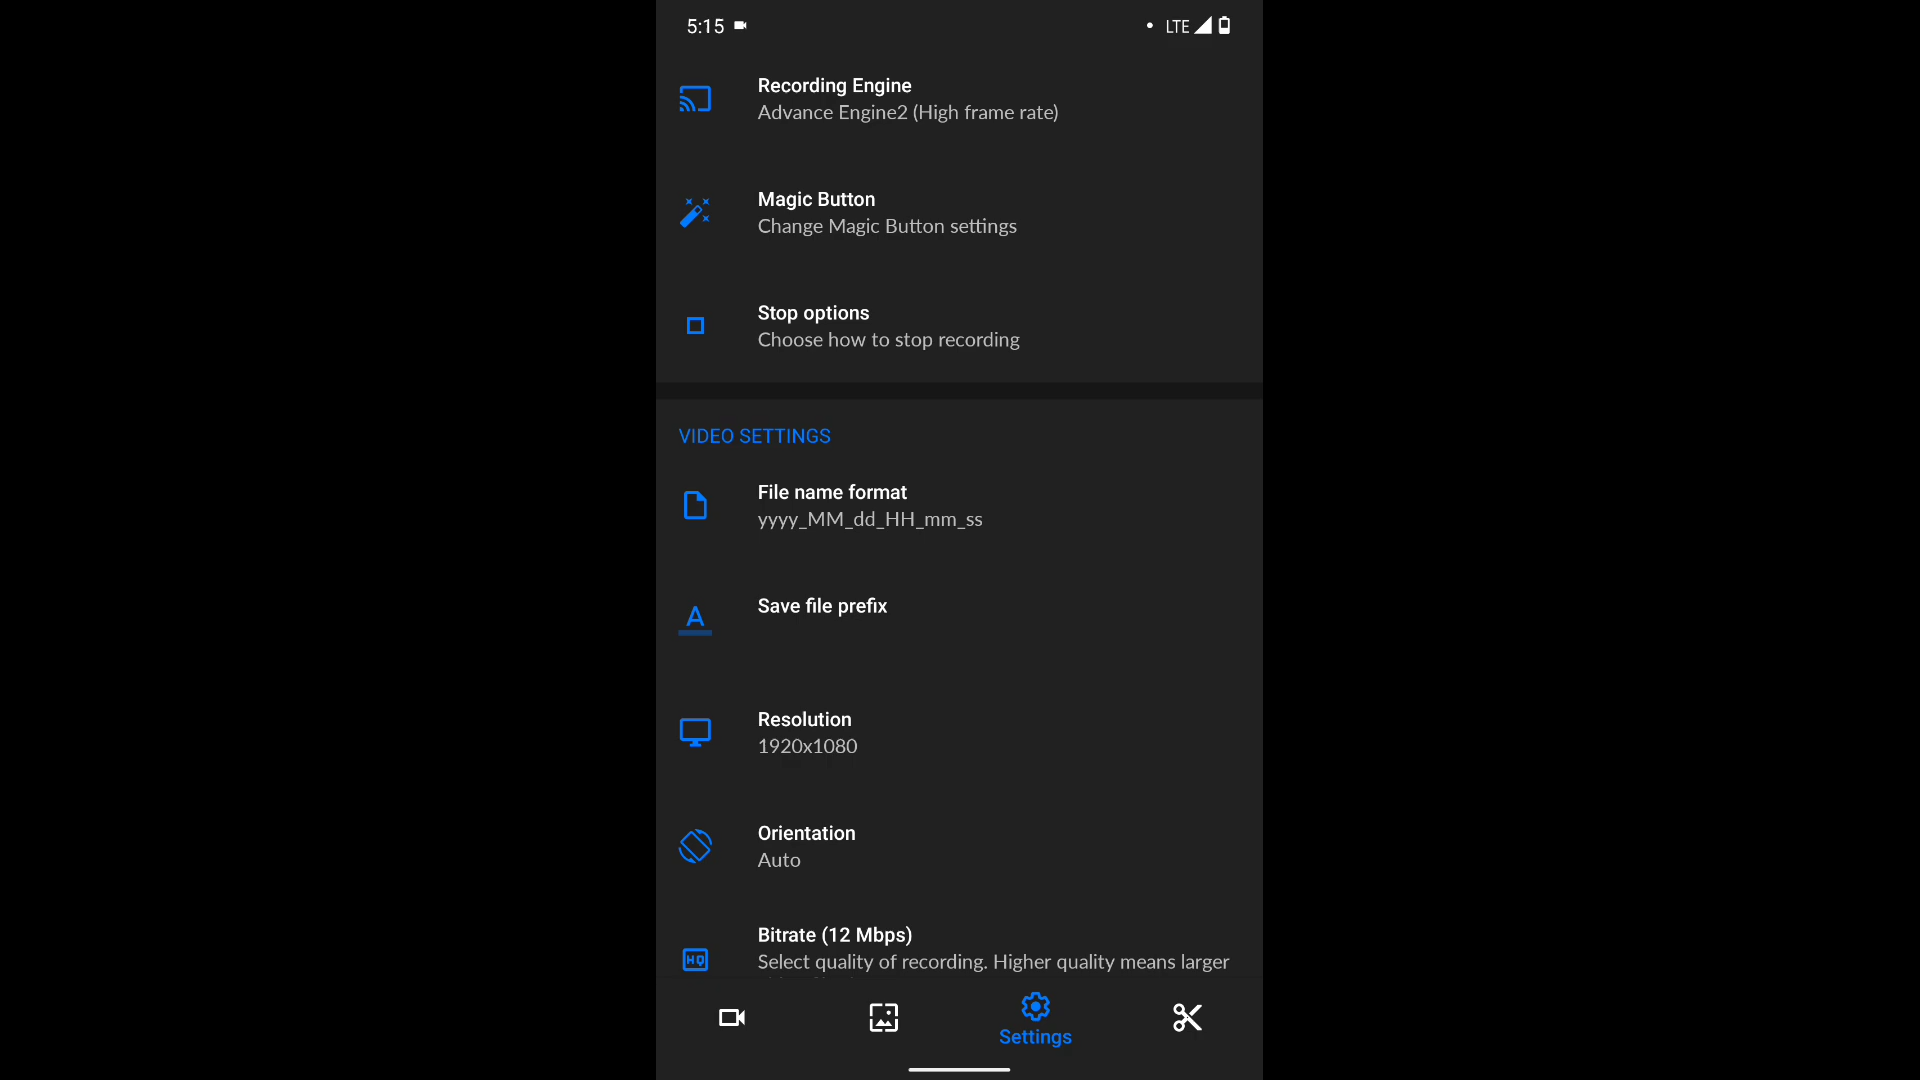 5:15
LTE
Recording Engine
Advance Engine2 (High frame rate)
Magic Button
Change Magic Button settings
Stop options
Choose how to stop recording
VIDEO SETTINGS
File name format
yyyy_MM_dd_HH_mm_ss
A
Save file prefix
Resolution
1920x1080
Orientation
Auto
HQ
Bitrate (12 Mbps)
Select quality of recording. Higher quality means larger
Settings